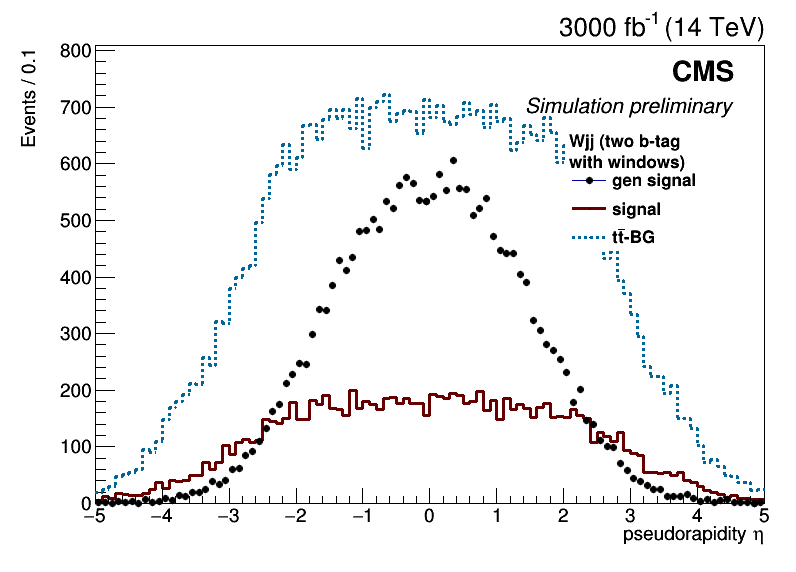 3000 fb⁻¹ (14 TeV)
CMS
Simulation preliminary
Wjj (two b-tag
with windows)
gen signal
signal
tt̄-BG
Events / 0.1
800
700
600
500
400
300
200
100
0
−5 −4 −3 −2 −1 0 1 2 3 4 5
pseudorapidity η